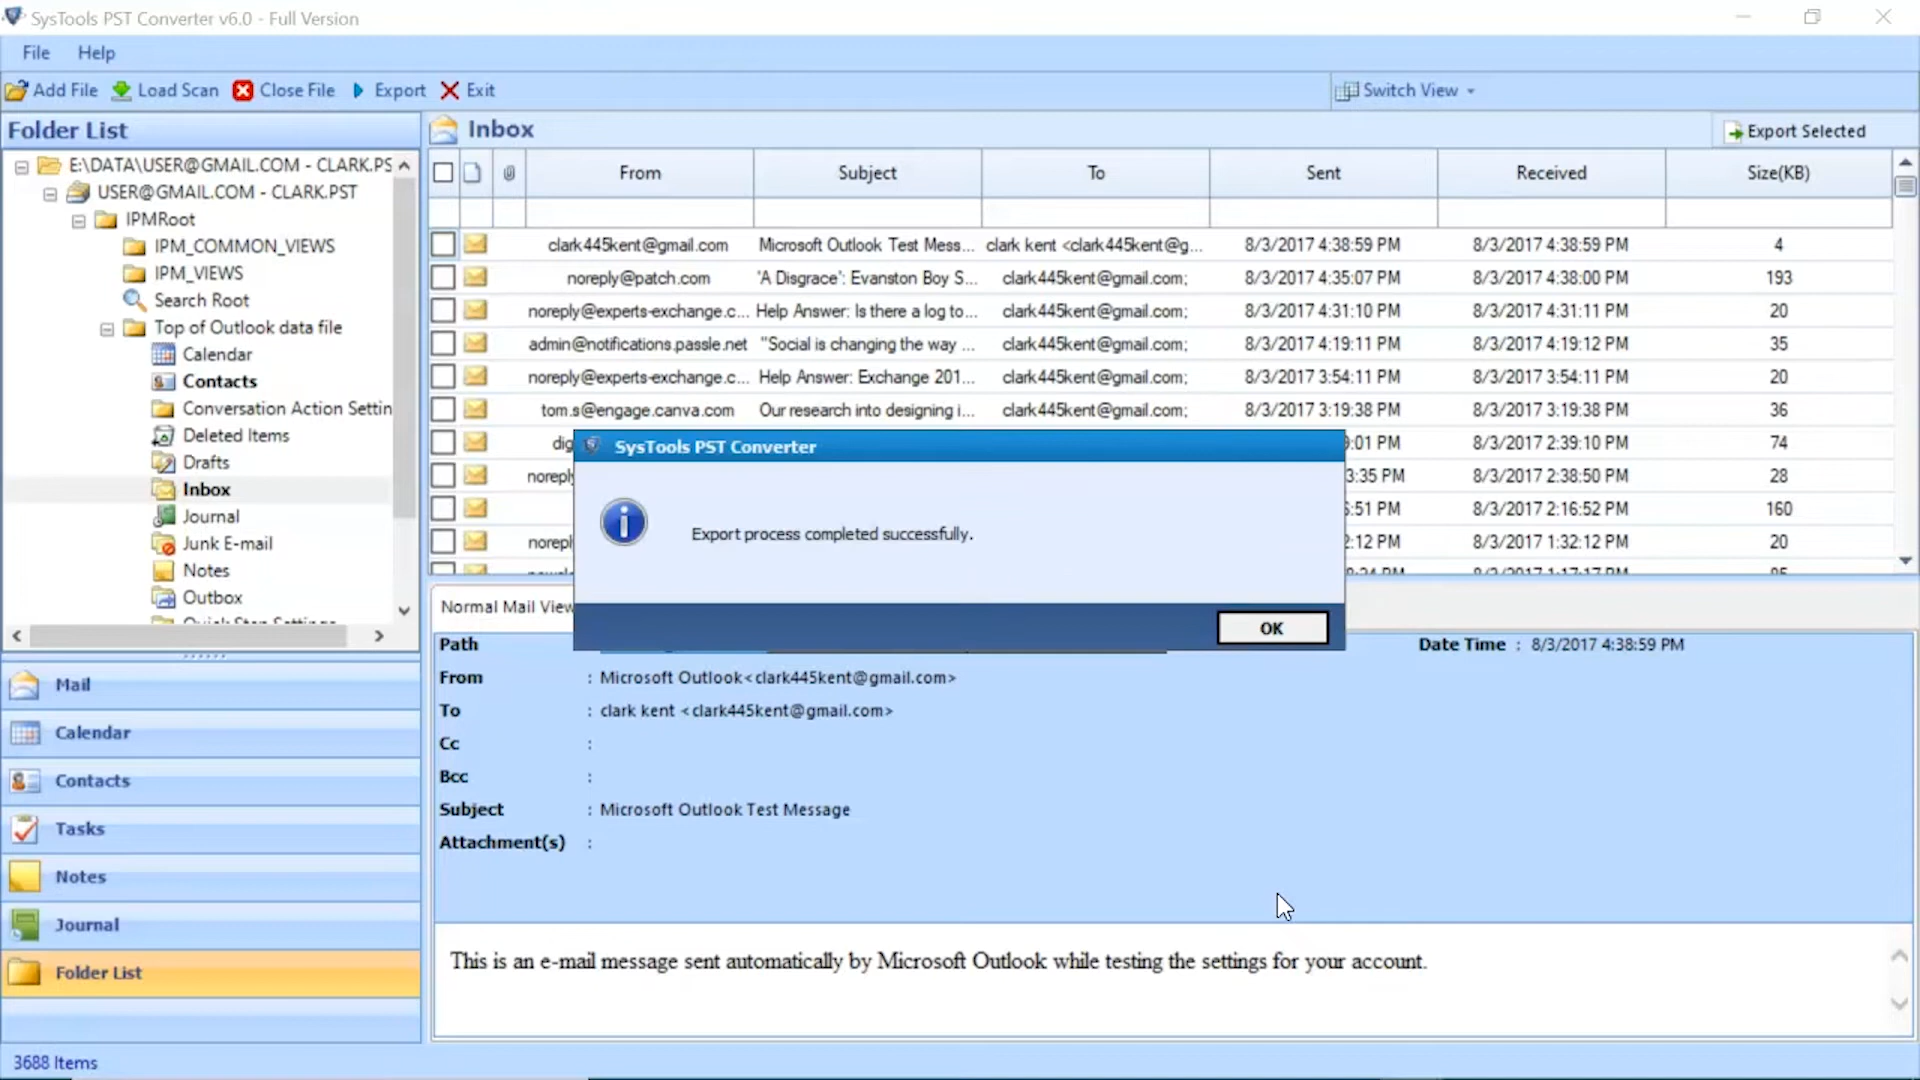 SysTools PST Converter v6.0 - Full Version
File Help
Add File Load Scan Close File Export Exit Switch View
Folder List
E:\DATA\USER@GMAIL.COM - CLARK.PS
USER@GMAIL.COM - CLARK.PST
IPMRoot
IPM_COMMON_VIEWS
IPM_VIEWS
Search Root
Top of Outlook data file
Calendar
Contacts
Conversation Action Settin
Deleted Items
Drafts
Inbox
Journal
Junk E-mail
Notes
Outbox
Mail
Calendar
Contacts
Tasks
Notes
Journal
Folder List
3688 Items
Inbox Export Selected
From Subject To Sent Received Size(KB)
clark445kent@gmail.com Microsoft Outlook Test Mess... clark kent <clark445kent@g... 8/3/2017 4:38:59 PM 8/3/2017 4:38:59 PM 4
noreply@patch.com 'A Disgrace': Evanston Boy S... clark445kent@gmail.com; 8/3/2017 4:35:07 PM 8/3/2017 4:38:00 PM 193
noreply@experts-exchange.c... Help Answer: Is there a log to... clark445kent@gmail.com; 8/3/2017 4:31:10 PM 8/3/2017 4:31:11 PM 20
admin@notifications.passle.net "Social is changing the way ... clark445kent@gmail.com; 8/3/2017 4:19:11 PM 8/3/2017 4:19:12 PM 35
noreply@experts-exchange.c... Help Answer: Exchange 201... clark445kent@gmail.com; 8/3/2017 3:54:11 PM 8/3/2017 3:54:11 PM 20
tom.s@engage.canva.com Our research into designing i... clark445kent@gmail.com; 8/3/2017 3:19:38 PM 8/3/2017 3:19:38 PM 36
dig 9:01 PM 8/3/2017 2:39:10 PM 74
noreply 3:35 PM 8/3/2017 2:38:50 PM 28
6:51 PM 8/3/2017 2:16:52 PM 160
norepl 2:12 PM 8/3/2017 1:32:12 PM 20
SysTools PST Converter
Export process completed successfully.
OK
Normal Mail View
Path Date Time : 8/3/2017 4:38:59 PM
From : Microsoft Outlook<clark445kent@gmail.com>
To : clark kent <clark445kent@gmail.com>
Cc :
Bcc :
Subject : Microsoft Outlook Test Message
Attachment(s) :
This is an e-mail message sent automatically by Microsoft Outlook while testing the settings for your account.